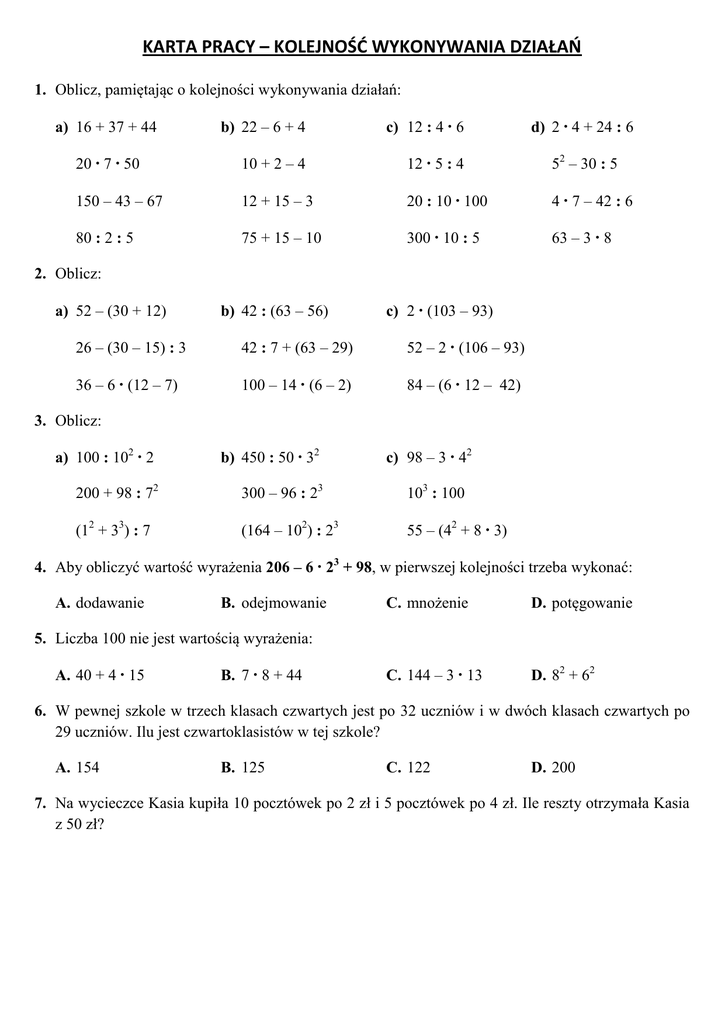 KARTA PRACY – KOLEJNOŚĆ WYKONYWANIA DZIAŁAŃ
1. Oblicz, pamiętając o kolejności wykonywania działań:
a) 16 + 37 + 44 b) 22 – 6 + 4 c) 12 : 4 · 6 d) 2 · 4 + 24 : 6
20 · 7 · 50 10 + 2 – 4 12 · 5 : 4 5² – 30 : 5
150 – 43 – 67 12 + 15 – 3 20 : 10 · 100 4 · 7 – 42 : 6
80 : 2 : 5 75 + 15 – 10 300 · 10 : 5 63 – 3 · 8
2. Oblicz:
a) 52 – (30 + 12) b) 42 : (63 – 56) c) 2 · (103 – 93)
26 – (30 – 15) : 3 42 : 7 + (63 – 29) 52 – 2 · (106 – 93)
36 – 6 · (12 – 7) 100 – 14 · (6 – 2) 84 – (6 · 12 – 42)
3. Oblicz:
a) 100 : 10² · 2 b) 450 : 50 · 3² c) 98 – 3 · 4²
200 + 98 : 7² 300 – 96 : 2³ 10³ : 100
(1² + 3³) : 7 (164 – 10²) : 2³ 55 – (4² + 8 · 3)
4. Aby obliczyć wartość wyrażenia 206 – 6 · 2³ + 98, w pierwszej kolejności trzeba wykonać:
A. dodawanie B. odejmowanie C. mnożenie D. potęgowanie
5. Liczba 100 nie jest wartością wyrażenia:
A. 40 + 4 · 15 B. 7 · 8 + 44 C. 144 – 3 · 13 D. 8² + 6²
6. W pewnej szkole w trzech klasach czwartych jest po 32 uczniów i w dwóch klasach czwartych po
29 uczniów. Ilu jest czwartoklasistów w tej szkole?
A. 154 B. 125 C. 122 D. 200
7. Na wycieczce Kasia kupiła 10 pocztówek po 2 zł i 5 pocztówek po 4 zł. Ile reszty otrzymała Kasia
z 50 zł?